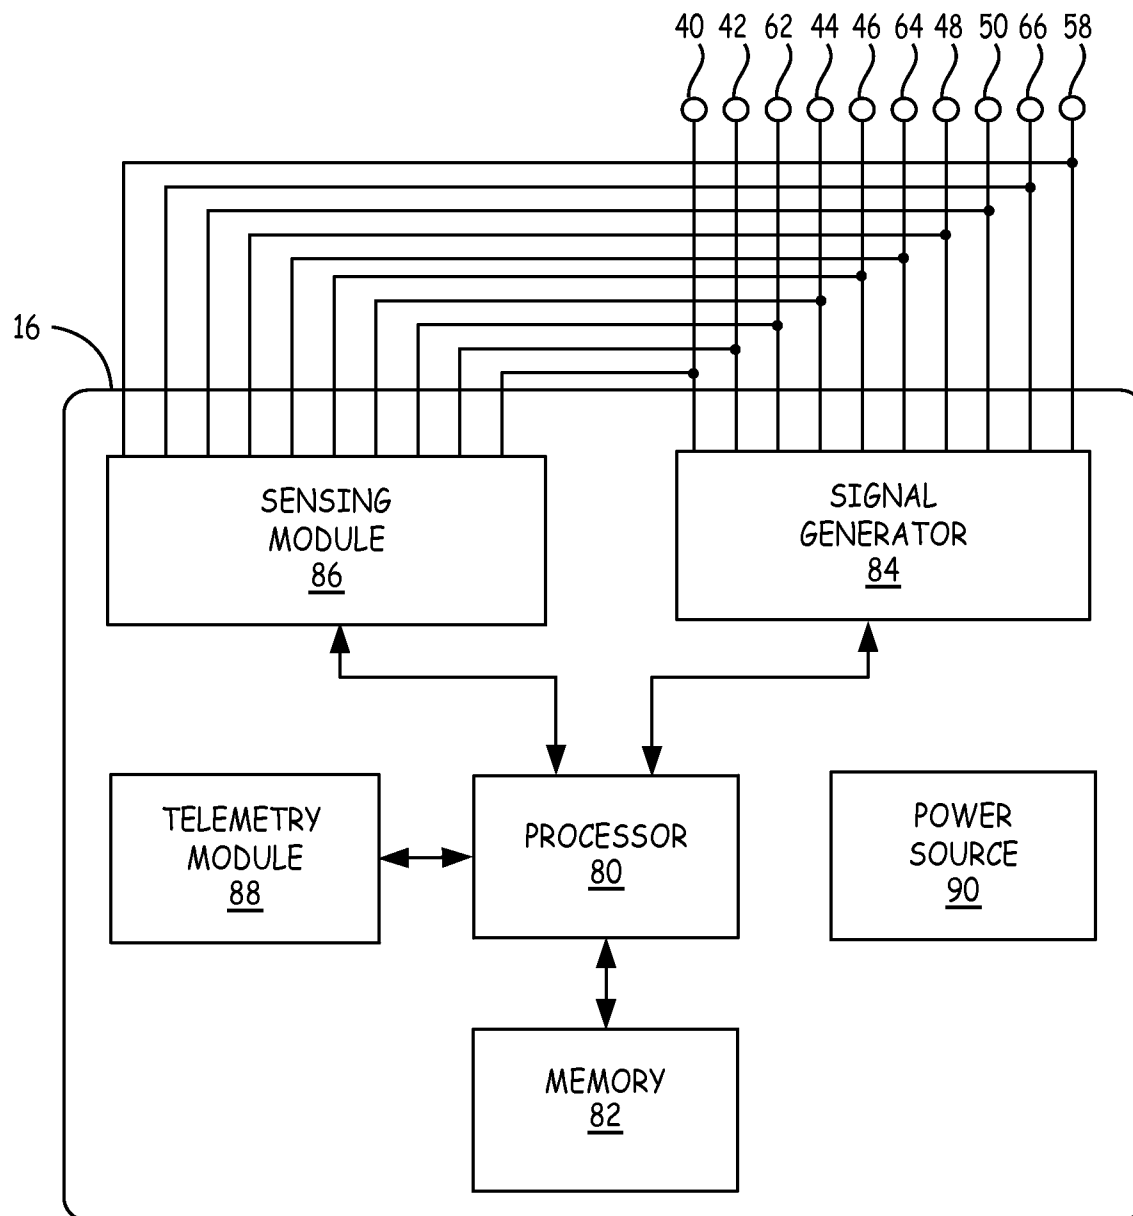 40 42 62 44 46 64 48 50 66 58
16
SENSING
MODULE
86
SIGNAL
GENERATOR
84
TELEMETRY
MODULE
88
PROCESSOR
80
POWER
SOURCE
90
MEMORY
82